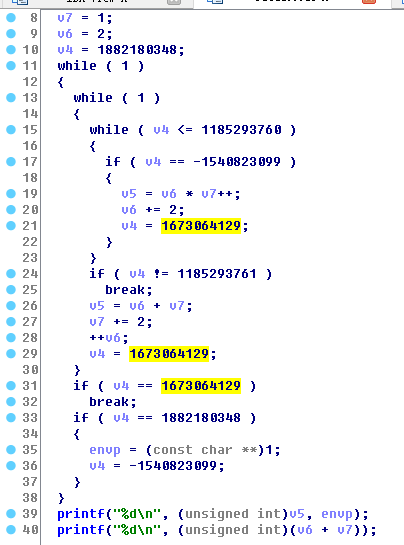 8 v7 = 1;
9 v6 = 2;
10 v4 = 1882180348;
11 while ( 1 )
12 {
13 while ( 1 )
14 {
15 while ( v4 <= 1185293760 )
16 {
17 if ( v4 == -1540823099 )
18 {
19 v5 = v6 * v7++;
20 v6 += 2;
21 v4 = 1673064129;
22 }
23 }
24 if ( v4 != 1185293761 )
25 break;
26 v5 = v6 + v7;
27 v7 += 2;
28 ++v6;
29 v4 = 1673064129;
30 }
31 if ( v4 == 1673064129 )
32 break;
33 if ( v4 == 1882180348 )
34 {
35 envp = (const char **)1;
36 v4 = -1540823099;
37 }
38 }
39 printf("%d\n", (unsigned int)v5, envp);
40 printf("%d\n", (unsigned int)(v6 + v7));